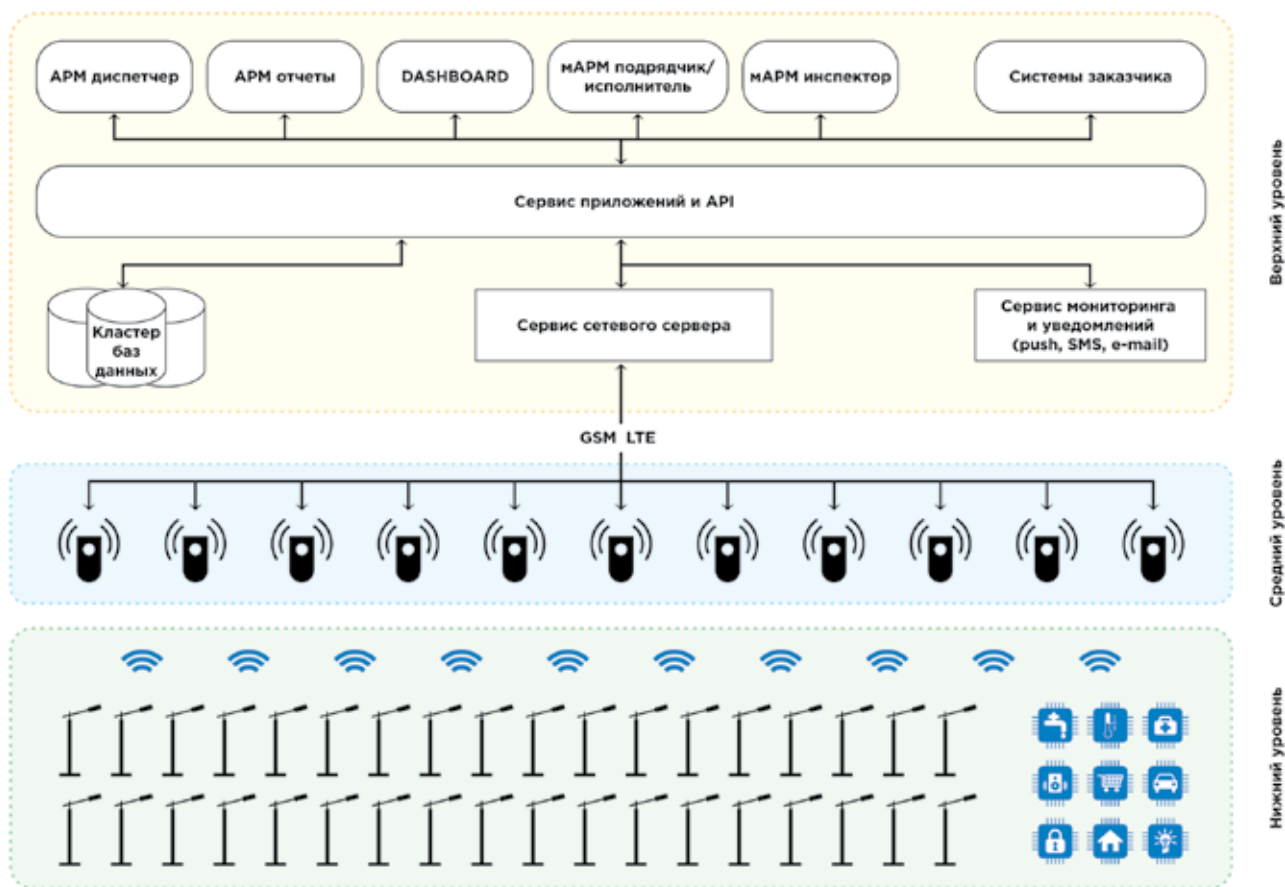 АРМ диспетчер
АРМ отчеты
DASHBOARD
мАРМ подрядчик/
исполнитель
мАРМ инспектор
Системы заказчика
Сервис приложений и API
Кластер
баз
данных
Сервис сетевого сервера
Сервис мониторинга
и уведомлений
(push, SMS, e-mail)
Верхний уровень
GSM LTE
Средний уровень
Нижний уровень